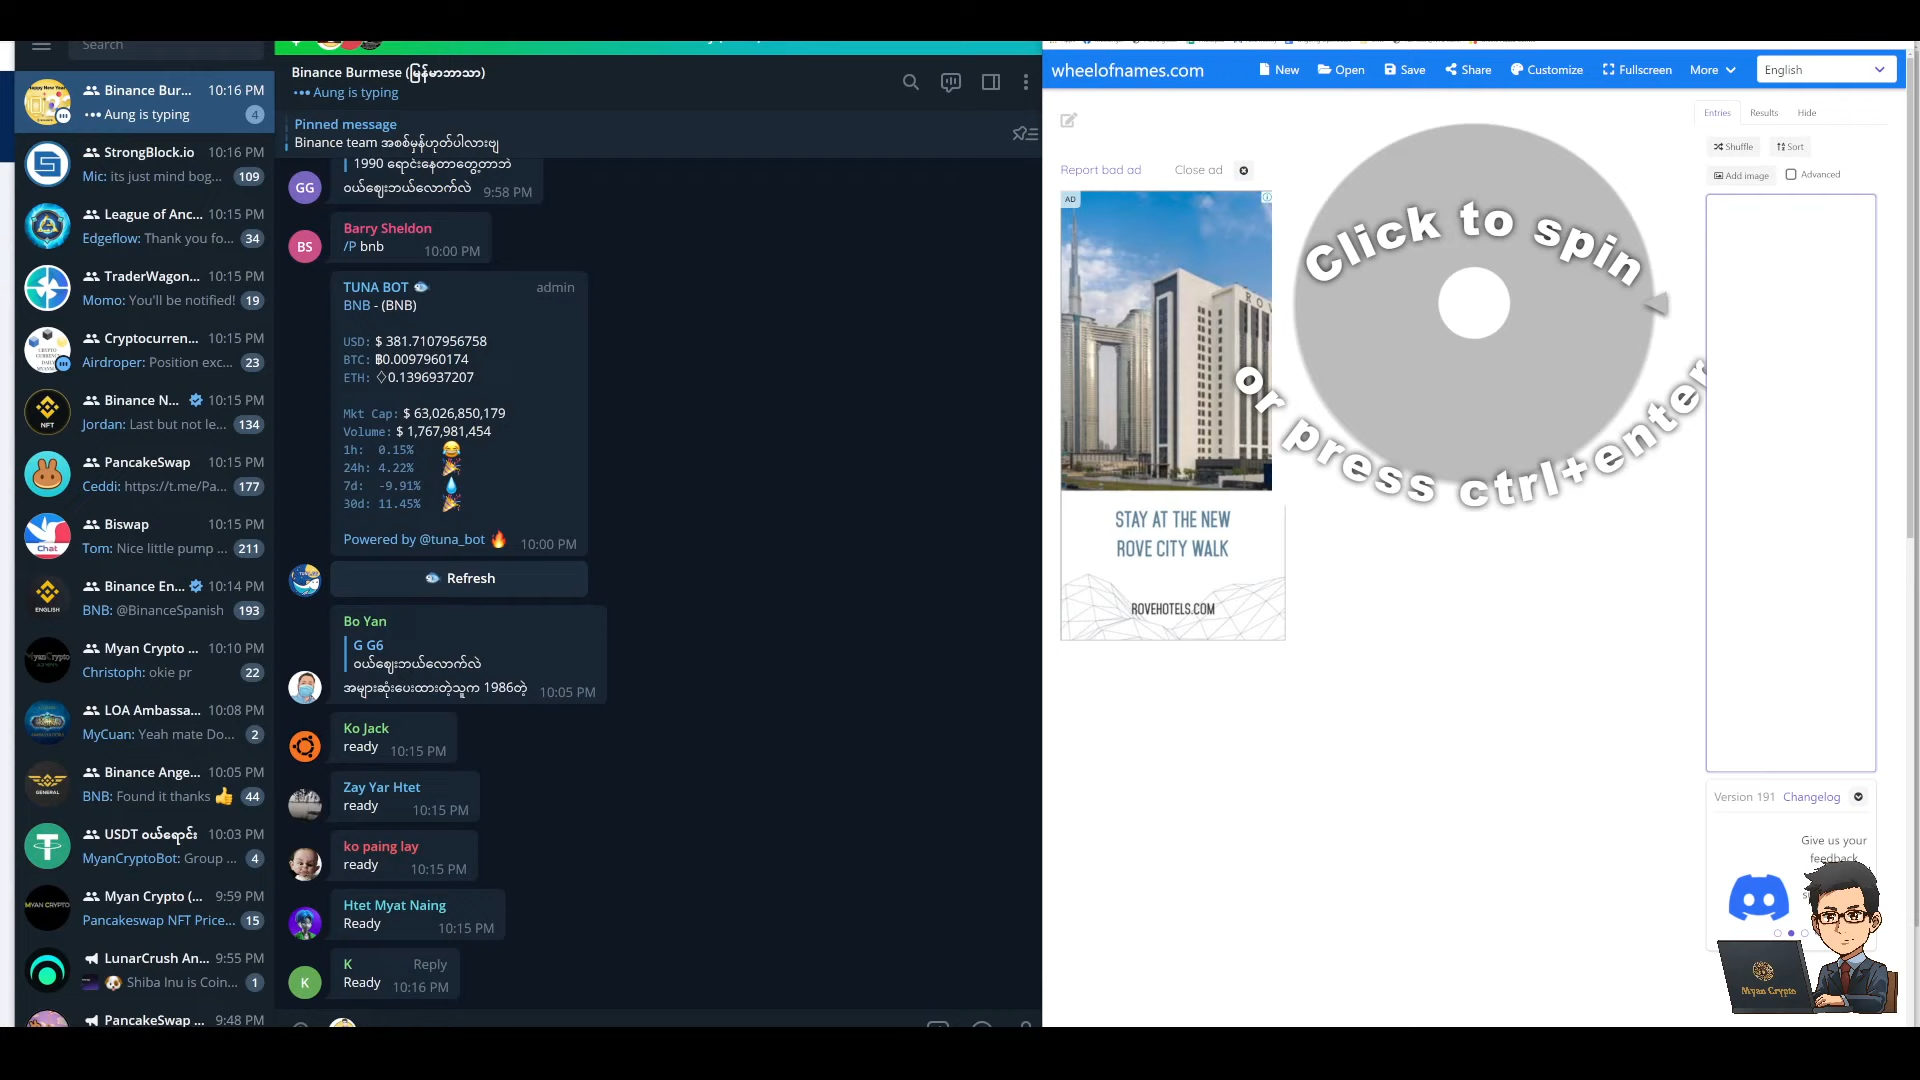 Search
Binance Bur... 10:16 PM
Aung is typing 4
StrongBlock.io 10:16 PM
Mic: its just mind bog... 109
League of Anc... 10:15 PM
Edgeflow: Thank you fo... 34
TraderWagon... 10:15 PM
Momo: You'll be notified! 19
Cryptocurren... 10:15 PM
Airdroper: Position exc... 23
Binance N... 10:15 PM
Jordan: Last but not le... 134
PancakeSwap 10:15 PM
Ceddi: https://t.me/Pa... 177
Biswap 10:15 PM
Tom: Nice little pump ... 211
Binance En... 10:14 PM
BNB: @BinanceSpanish 193
Myan Crypto ... 10:10 PM
Christoph: okie pr 22
LOA Ambassa... 10:08 PM
MyCuan: Yeah mate Do... 2
Binance Ange... 10:05 PM
BNB: Found it thanks 👍 44
USDT ဝယ်ရောင်း 10:03 PM
MyanCryptoBot: Group ... 4
Myan Crypto (... 9:59 PM
Pancakeswap NFT Price... 15
LunarCrush An... 9:55 PM
Shiba Inu is Coin... 1
PancakeSwap ... 9:48 PM
Binance Burmese (မြန်မာဘာသာ)
Aung is typing
Pinned message
Binance team အစစ်မှန်ဟုတ်ပါလားဗျ
1990 ရောင်းနေတာတွေ့တာဘဲ
ဝယ်ဈေးဘယ်လောက်လဲ 9:58 PM
GG
Barry Sheldon
/P bnb 10:00 PM
BS
TUNA BOT 🐟 admin
BNB - (BNB)
USD: $ 381.7107956758
BTC: ₿0.0097960174
ETH: ♢0.1396937207
Mkt Cap: $ 63,026,850,179
Volume: $ 1,767,981,454
1h: 0.15% 😂
24h: 4.22% 🎉
7d: -9.91% 💧
30d: 11.45% 🎉
Powered by @tuna_bot 🔥 10:00 PM
🐟 Refresh
Bo Yan
G G6
ဝယ်ဈေးဘယ်လောက်လဲ
အများဆုံးပေးထားတဲ့သူက 1986တဲ့ 10:05 PM
Ko Jack
ready 10:15 PM
Zay Yar Htet
ready 10:15 PM
ko paing lay
ready 10:15 PM
Htet Myat Naing
Ready 10:15 PM
K Reply
Ready 10:16 PM
K
wheelofnames.com New Open Save Share Customize Fullscreen More English
Entries Results Hide
Shuffle Sort
Add image Advanced
Report bad ad Close ad
AD
STAY AT THE NEW
ROVE CITY WALK
ROVEHOTELS.COM
Click to spin
or press ctrl+enter
Version 191 Changelog
Give us your
feedback
Myan Crypto